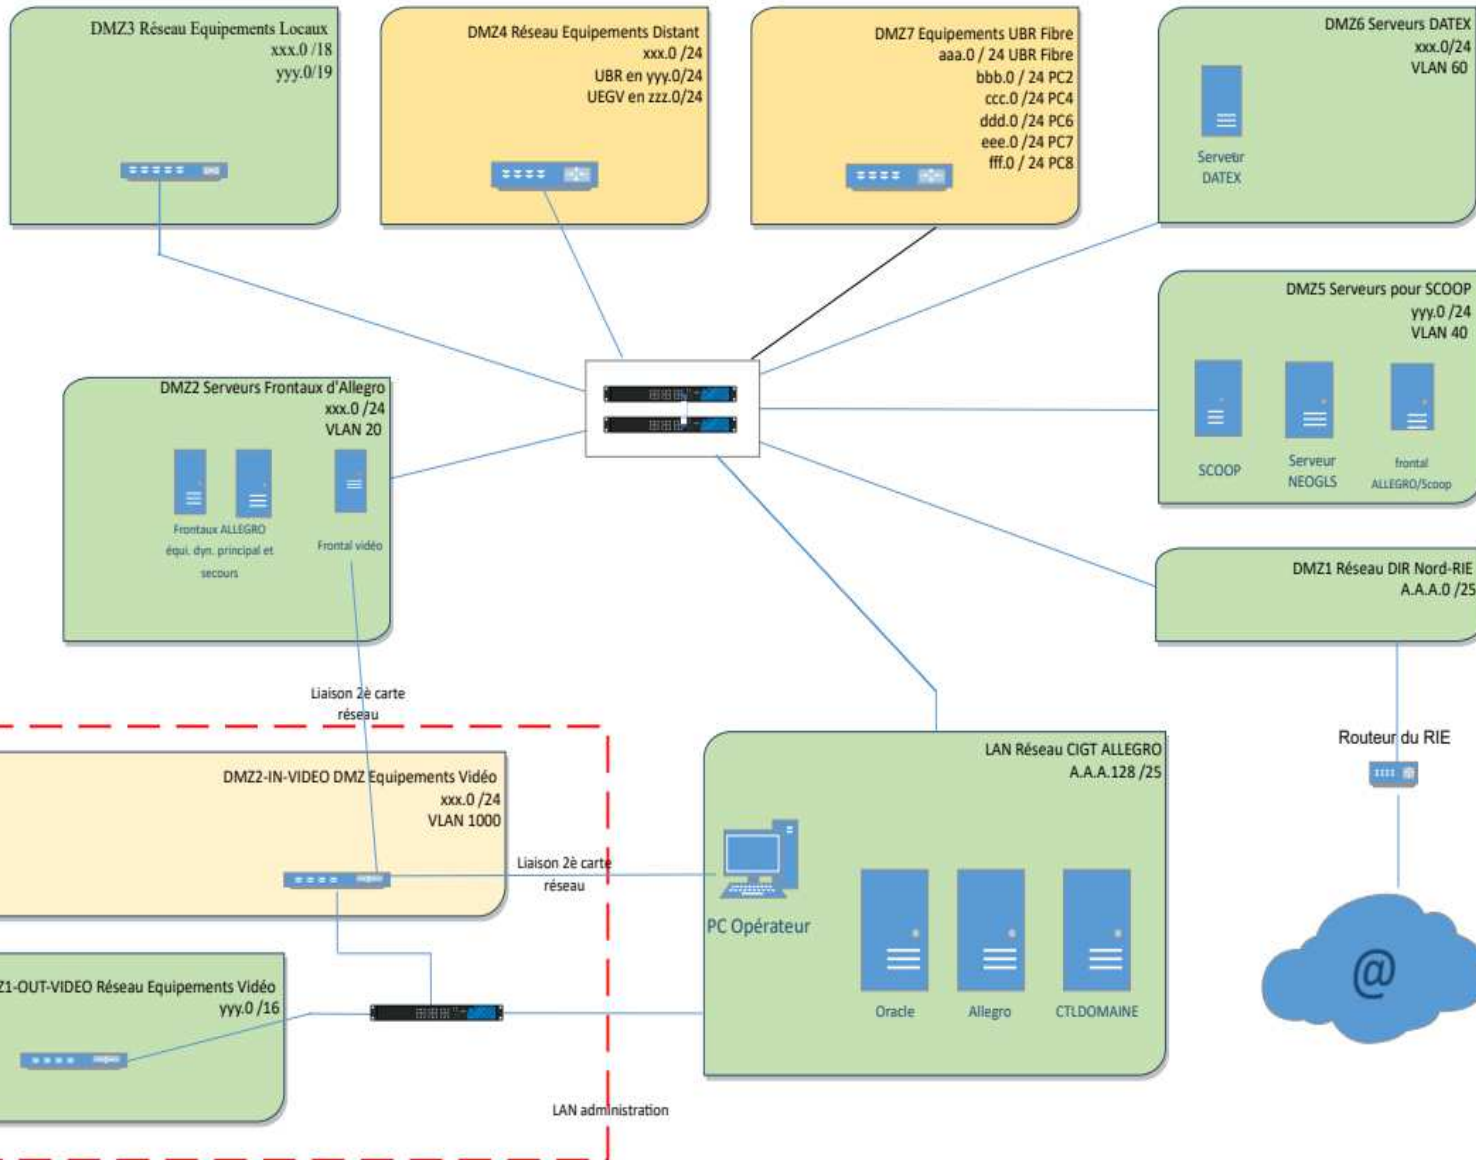 DMZ3 Réseau Equipements Locaux
xxx.0 /18
yyy.0/19
DMZ4 Réseau Equipements Distant
xxx.0 /24
UBR en yyy.0/24
UEGV en zzz.0/24
DMZ7 Equipements UBR Fibre
aaa.0 / 24 UBR Fibre
bbb.0 / 24 PC2
ccc.0 /24 PC4
ddd.0 /24 PC6
eee.0 /24 PC7
fff.0 / 24 PC8
DMZ6 Serveurs DATEX
xxx.0/24
VLAN 60
Serveur
DATEX
DMZ5 Serveurs pour SCOOP
yyy.0 /24
VLAN 40
SCOOP
Serveur
NEOGLS
frontal
ALLEGRO/Scoop
DMZ2 Serveurs Frontaux d'Allegro
xxx.0 /24
VLAN 20
Frontaux ALLEGRO
équi. dyn. principal et
secours
Frontal vidéo
DMZ1 Réseau DIR Nord-RIE
A.A.A.0 /25
Liaison 2è carte
réseau
Routeur du RIE
DMZ2-IN-VIDEO DMZ Equipements Vidéo
xxx.0 /24
VLAN 1000
Liaison 2è carte
réseau
LAN Réseau CIGT ALLEGRO
A.A.A.128 /25
PC Opérateur
Oracle
Allegro
CTLDOMAINE
@
Z1-OUT-VIDEO Réseau Equipements Vidéo
yyy.0 /16
LAN administration